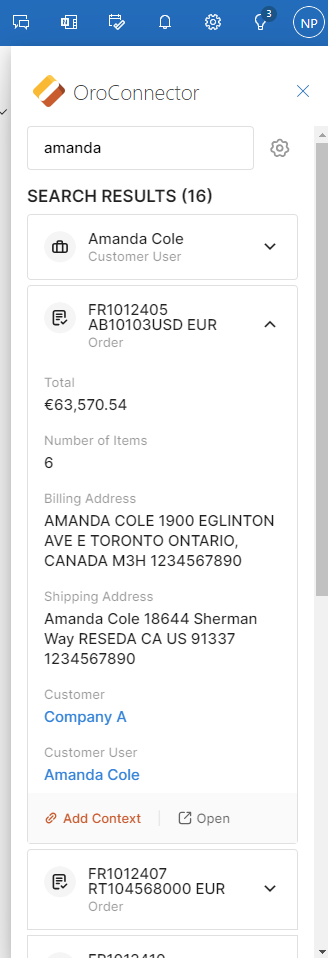 3
NP
OroConnector
amanda
SEARCH RESULTS (16)
Amanda Cole
Customer User
FR1012405
AB10103USD EUR
Order
Total
€63,570.54
Number of Items
6
Billing Address
AMANDA COLE 1900 EGLINTON
AVE E TORONTO ONTARIO,
CANADA M3H 1234567890
Shipping Address
Amanda Cole 18644 Sherman
Way RESEDA CA US 91337
1234567890
Customer
Company A
Customer User
Amanda Cole
Add Context
Open
FR1012407
RT104568000 EUR
Order
FR1012410